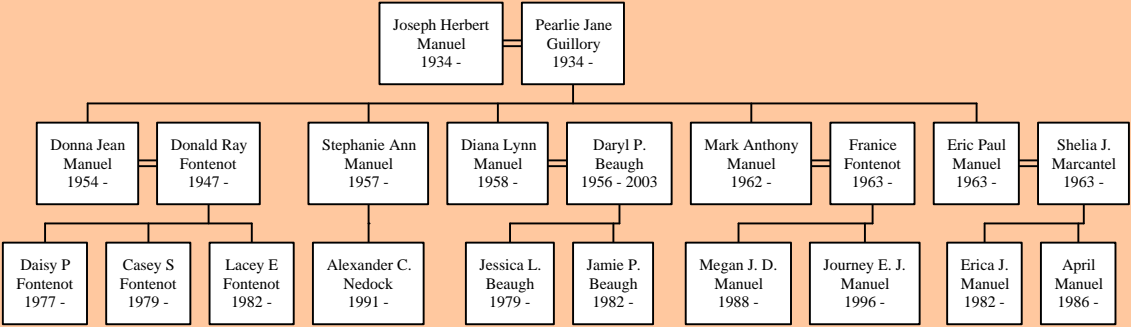 Joseph Herbert
Manuel
1934 -
Pearlie Jane
Guillory
1934 -
Donna Jean
Manuel
1954 -
Donald Ray
Fontenot
1947 -
Stephanie Ann
Manuel
1957 -
Diana Lynn
Manuel
1958 -
Daryl P.
Beaugh
1956 - 2003
Mark Anthony
Manuel
1962 -
Franice
Fontenot
1963 -
Eric Paul
Manuel
1963 -
Shelia J.
Marcantel
1963 -
Daisy P
Fontenot
1977 -
Casey S
Fontenot
1979 -
Lacey E
Fontenot
1982 -
Alexander C.
Nedock
1991 -
Jessica L.
Beaugh
1979 -
Jamie P.
Beaugh
1982 -
Megan J. D.
Manuel
1988 -
Journey E. J.
Manuel
1996 -
Erica J.
Manuel
1982 -
April
Manuel
1986 -